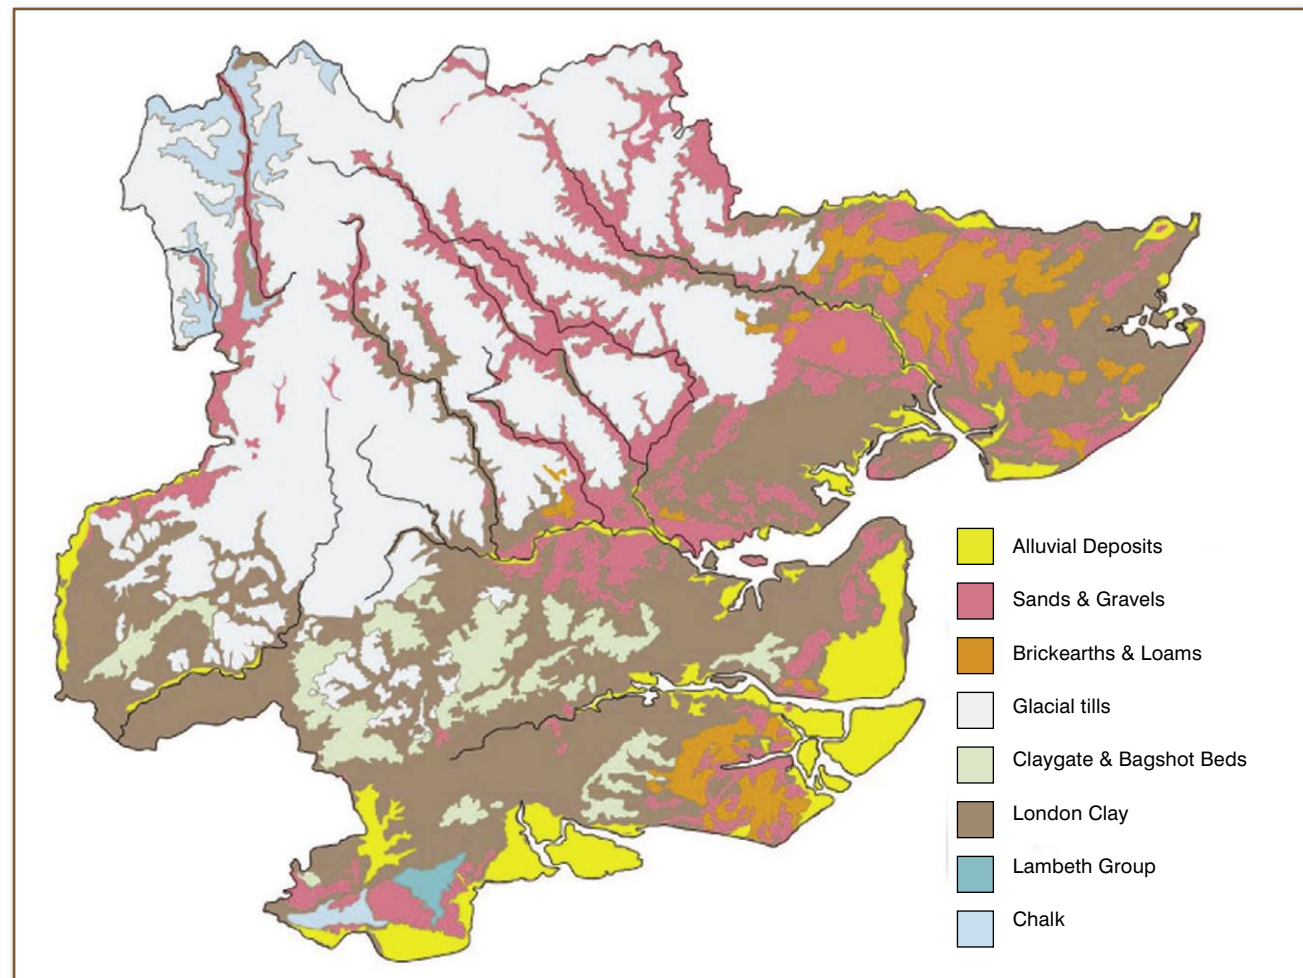 Alluvial Deposits
Sands & Gravels
Brickearths & Loams
Glacial tills
Claygate & Bagshot Beds
London Clay
Lambeth Group
Chalk